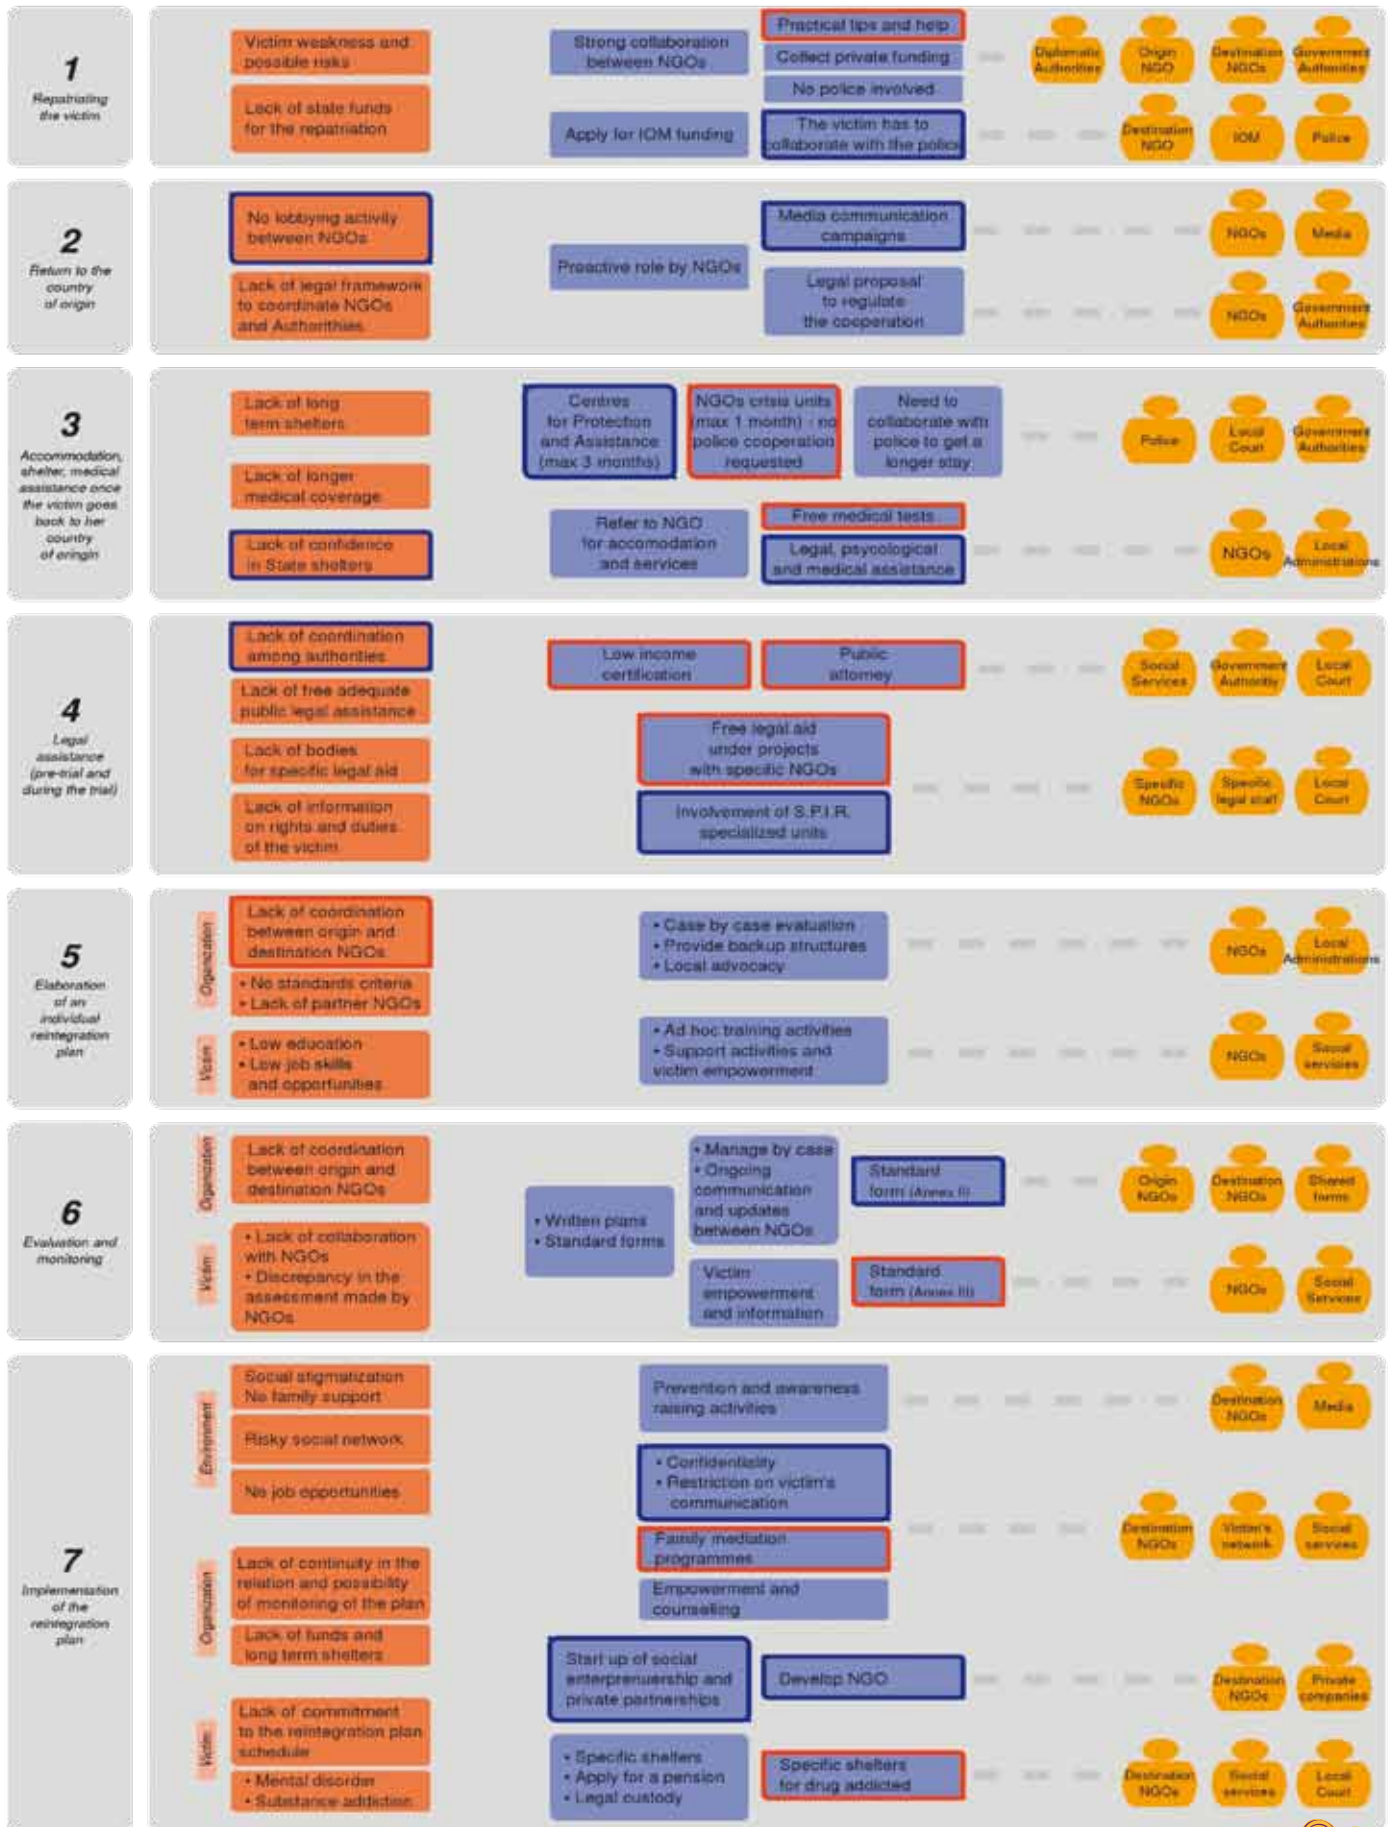 1
Repatriating
the victim
Victim weakness and
possible risks
Lack of state funds
for the repatriation
Strong collaboration
between NGOs
Practical tips and help
Collect private funding
No police involved
Apply for IOM funding
The victim has to
collaborate with the police
Diplomatic
Authorities
Origin
NGO
Destination
NGOs
Government
Authorities
Destination
NGO
IOM
Police
2
Return to the
country
of origin
No lobbying activity
between NGOs
Lack of legal framework
to coordinate NGOs
and Authorithies
Proactive role by NGOs
Media communication
campaigns
Legal proposal
to regulate
the cooperation
NGOs
Media
NGOs
Government
Authorities
3
Accommodation,
shelter, medical
assistance once
the victim goes
back to her
country
of oringin
Lack of long
term shelters
Lack of longer
medical coverage
Lack of confidence
in State shelters
Centres
for Protection
and Assistance
(max 3 months)
NGOs crisis units
(max 1 month) - no
police cooperation
requested
Need to
collaborate with
police to get a
longer stay
Refer to NGO
for accomodation
and services
Free medical tests
Legal, psycological
and medical assistance
Police
Local
Court
Government
Authorities
NGOs
Local
Administrations
4
Legal
assistance
(pre-trial and
during the trial)
Lack of coordination
among authorities
Lack of free adequate
public legal assistance
Lack of bodies
for specific legal aid
Lack of information
on rights and duties
of the victim
Low income
certification
Public
attorney
Free legal aid
under projects
with specific NGOs
Involvement of S.P.I.R.
specialized units
Social
Services
Government
Authority
Local
Court
Specific
NGOs
Specific
legal staff
Local
Court
5
Elaboration
of an
individual
reintegration
plan
Organization
Lack of coordination
between origin and
destination NGOs
• No standards criteria
• Lack of partner NGOs
Victim
• Low education
• Low job skills
and opportunities
• Case by case evaluation
• Provide backup structures
• Local advocacy
• Ad hoc training activities
• Support activities and
victim empowerment
NGOs
Local
Administrations
NGOs
Social
services
6
Evaluation and
monitoring
Organization
Lack of coordination
between origin and
destination NGOs
Victim
• Lack of collaboration
with NGOs
• Discrepancy in the
assessment made by
NGOs
• Written plans
• Standard forms
• Manage by case
• Ongoing
communication
and updates
between NGOs
Standard
form (Annex II)
Victim
empowerment
and information
Standard
form (Annex III)
Origin
NGOs
Destination
NGOs
Shared
forms
NGOs
Social
Services
7
Implementation
of the
reintegration
plan
Environment
Social stigmatization
No family support
Risky social network
No job opportunities
Organization
Lack of continuity in the
relation and possibility
of monitoring of the plan
Lack of funds and
long term shelters
Victim
Lack of commitment
to the reintegration plan
schedule
• Mental disorder
• Substance addiction
Prevention and awareness
raising activities
• Confidentiality
• Restriction on victim's
communication
Family mediation
programmes
Empowerment and
counselling
Start up of social
enterprenuership and
private partnerships
Develop NGO
• Specific shelters
• Apply for a pension
• Legal custody
Specific shelters
for drug addicted
Destination
NGOs
Media
Destination
NGOs
Victim's
network
Social
services
Destination
NGOs
Private
companies
Destination
NGOs
Social
services
Local
Court